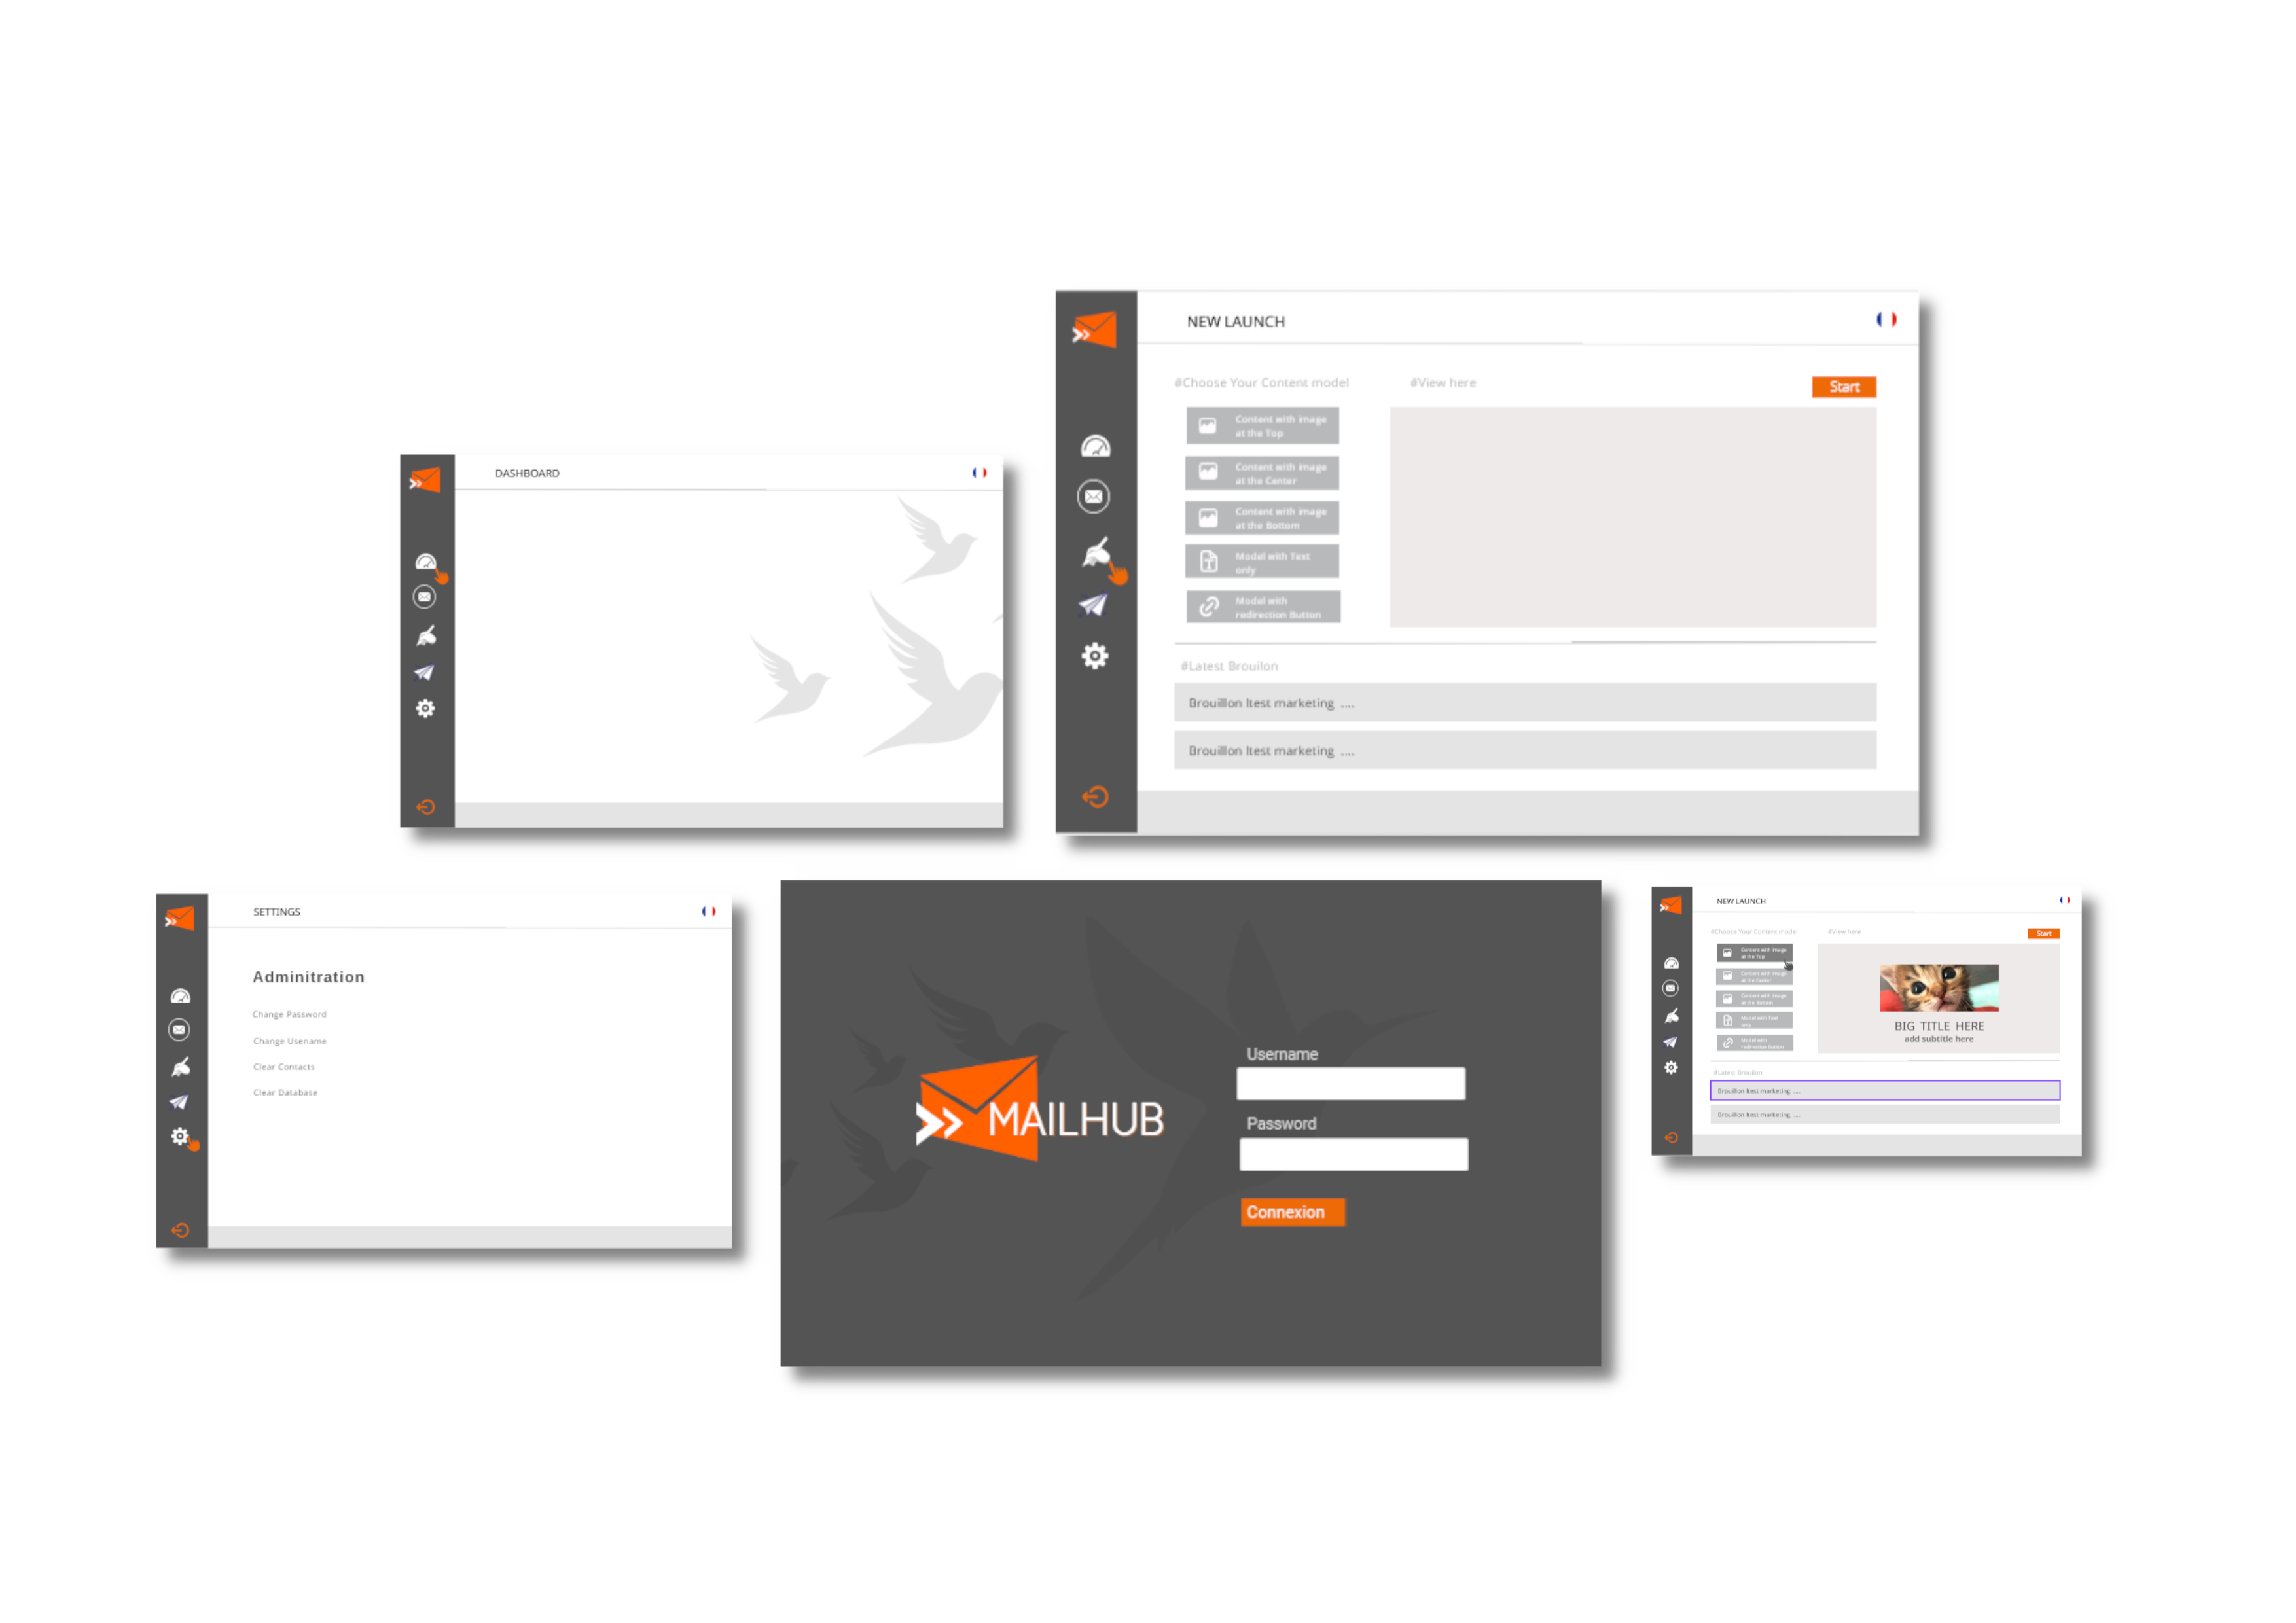 DASHBOARD
NEW LAUNCH
#Choose Your Content model
#View here
Start
Content with image
at the Top
Content with image
at the Center
Content with image
at the Bottom
Model with Text
only
Model with
redirection Button
#Latest Brouilon
Brouillon ltest marketing ....
Brouillon ltest marketing ....
SETTINGS
Adminitration
Change Password
Change Usename
Clear Contacts
Clear Database
MAILHUB
Username
Password
Connexion
NEW LAUNCH
#Choose Your Content model
#View here
Start
Content with image
at the Top
Content with image
at the Center
Content with image
at the Bottom
Model with Text
only
Model with
redirection Button
BIG TITLE HERE
add subtitle here
#Latest Brouilon
Brouillon ltest marketing ....
Brouillon ltest marketing ....